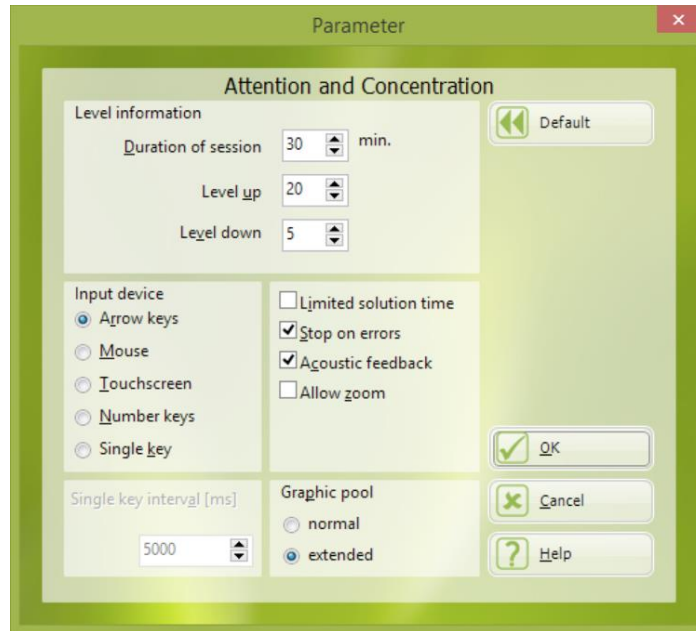 Parameter
Attention and Concentration
Level information
Duration of session 30 min.
Level up 20
Level down 5
Default
Input device
Arrow keys
Mouse
Touchscreen
Number keys
Single key
Limited solution time
Stop on errors
Acoustic feedback
Allow zoom
Single key interval [ms]
5000
Graphic pool
normal
extended
OK
Cancel
Help